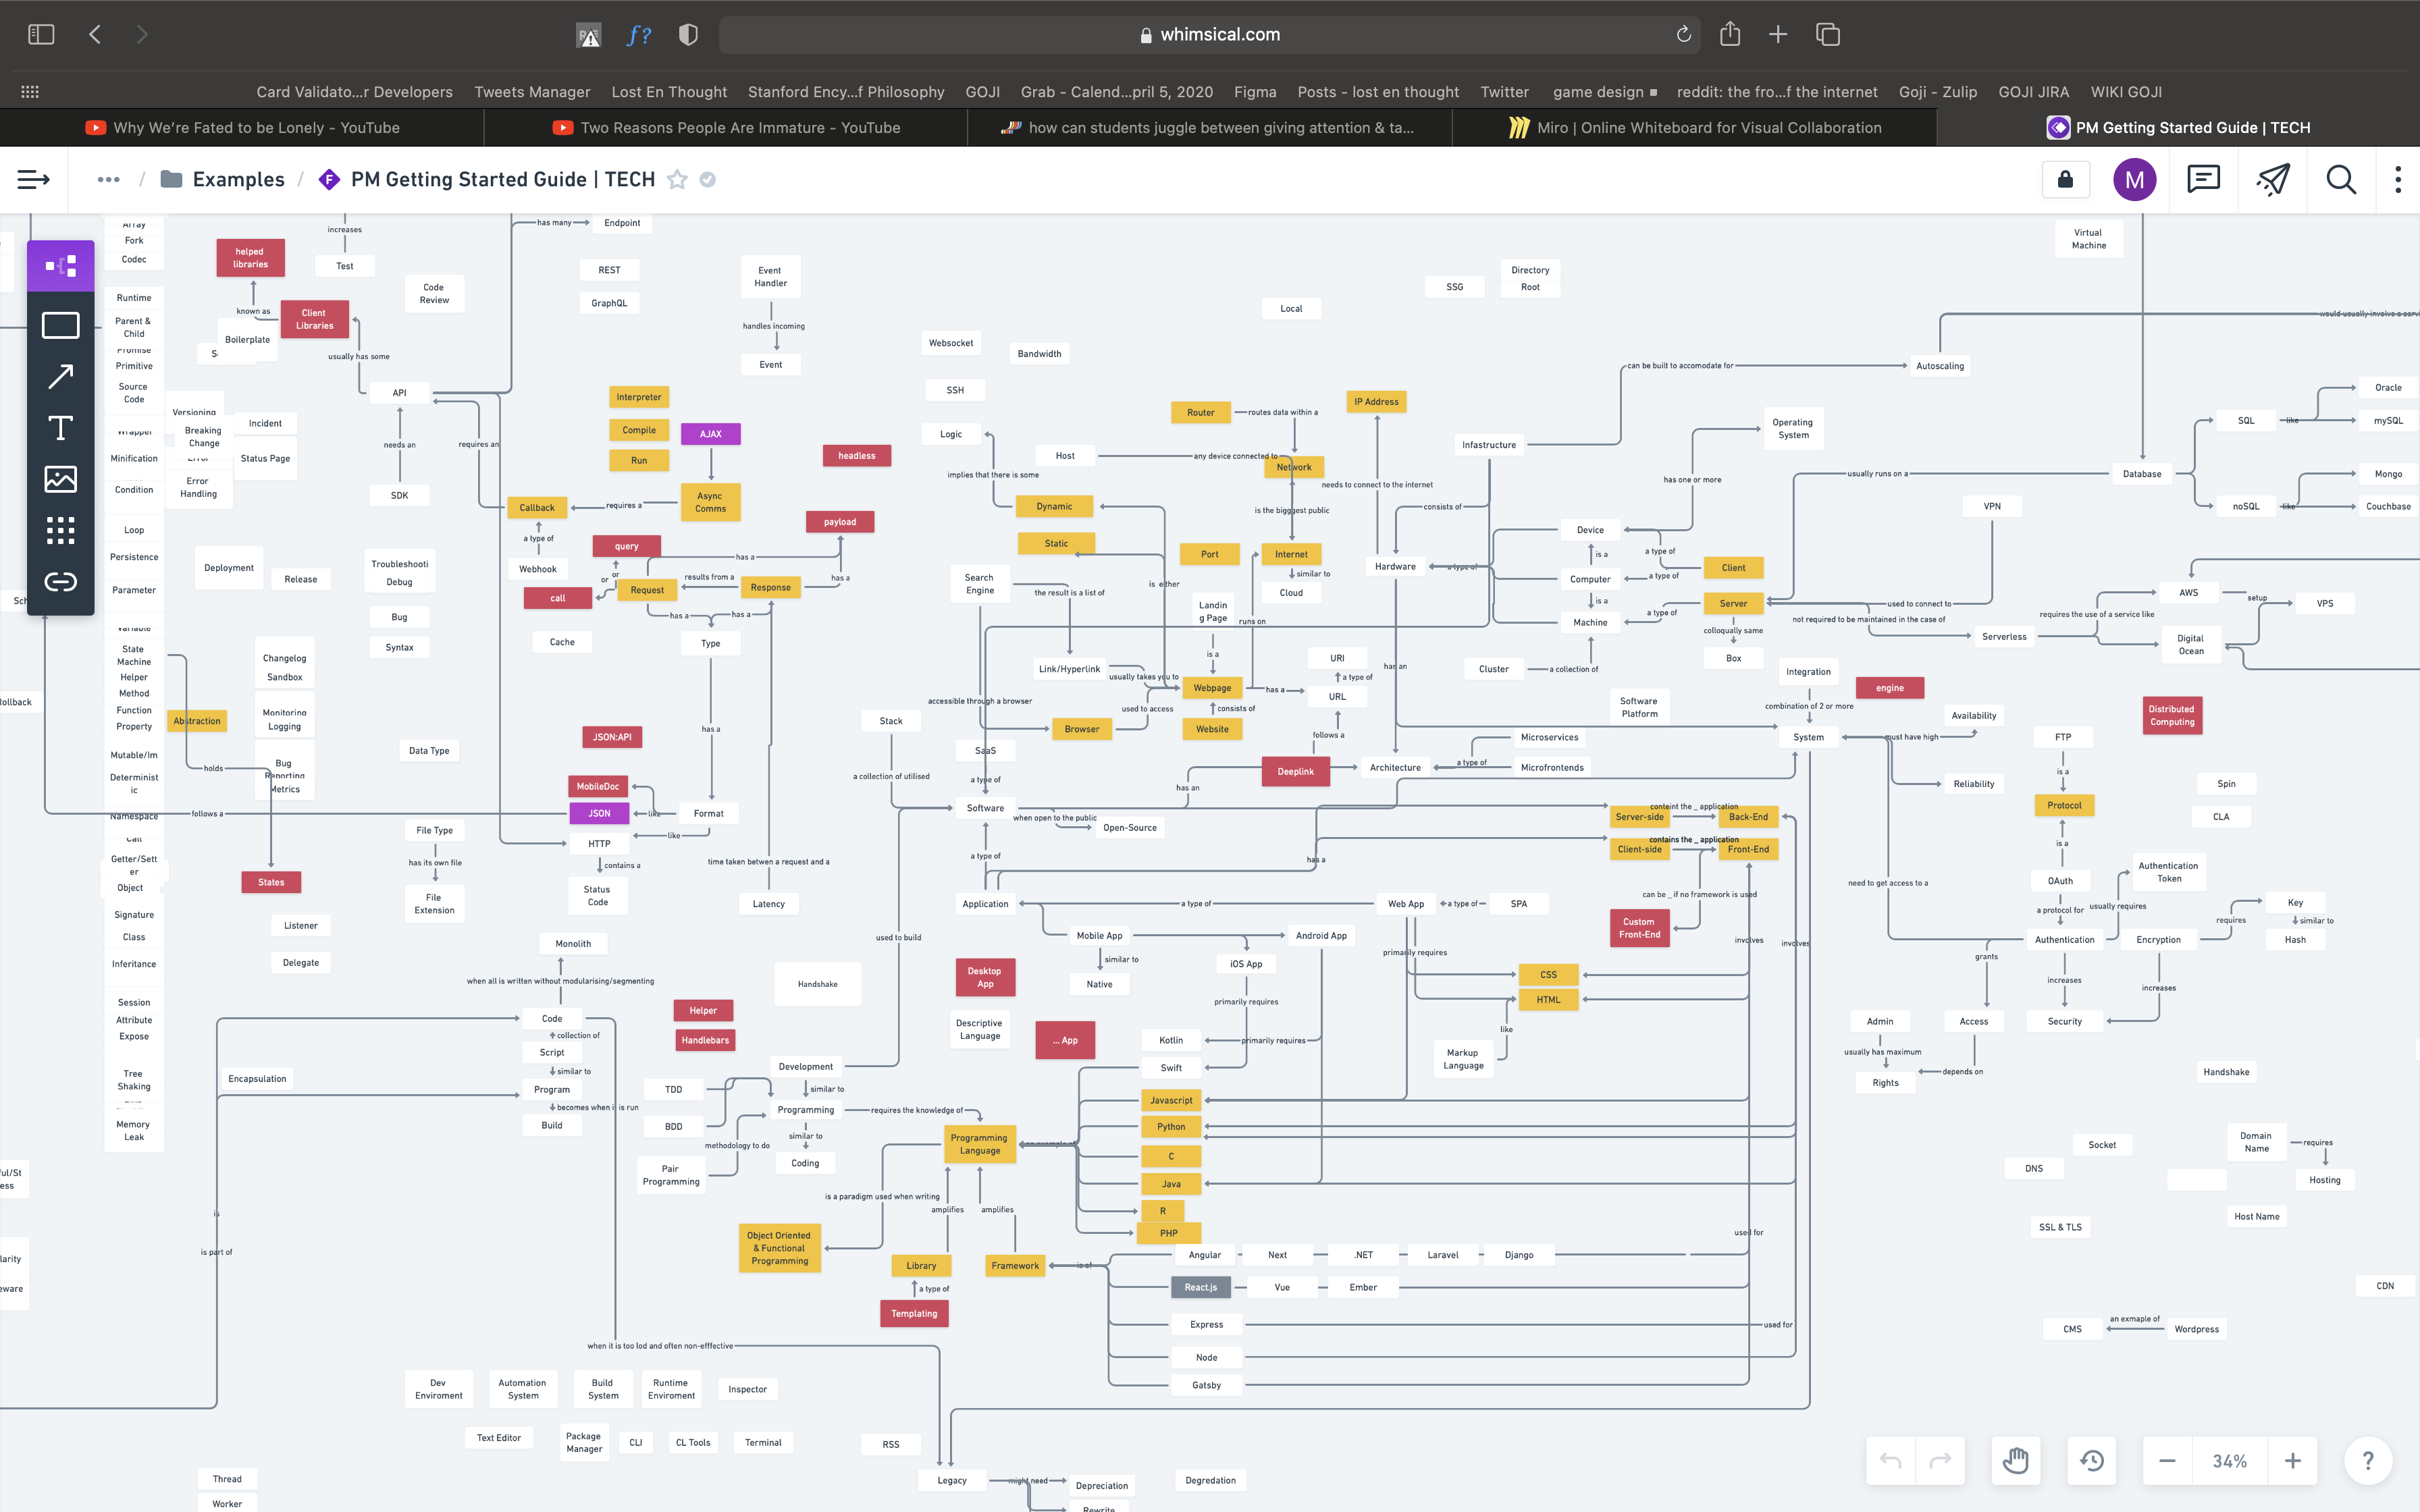 whimsical.com
Card Validato...r Developers
Tweets Manager
Lost En Thought
Stanford Ency...f Philosophy
GOJI
Grab - Calend...pril 5, 2020
Figma
Posts - lost en thought
Twitter
game design
reddit: the fro...f the internet
Goji - Zulip
GOJI JIRA
WIKI GOJI
Why We're Fated to be Lonely - YouTube
Two Reasons People Are Immature - YouTube
how can students juggle between giving attention & ta...
Miro | Online Whiteboard for Visual Collaboration
PM Getting Started Guide | TECH
... / Examples / PM Getting Started Guide | TECH
M
Array
Fork
Codec
Runtime
Parent &
Child
Promise
Primitive
Source
Code
Wrapper
Minification
Condition
Loop
Persistence
Parameter
Variable
State
Machine
Helper
Method
Function
Property
Mutable/Im
Determinist
ic
Namespace
Call
Getter/Sett
er
Object
Signature
Class
Inheritance
Session
Attribute
Expose
Tree
Shaking
Memory
Leak
helped
libraries
known as
Client
Libraries
Boilerplate
usually has some
increases
Test
Code
Review
Versioning
Breaking
Change
Error
Error
Handling
Incident
Status Page
API
needs an
SDK
requires an
has many
Endpoint
REST
GraphQL
Event
Handler
handles incoming
Event
Interpreter
Compile
Run
AJAX
Async
Comms
requires a
Callback
a type of
Webhook
headless
payload
query
has a
or
or
call
Request
results from a
Response
has a
has a
has a
Type
Cache
Deployment
Release
Troubleshooti
Debug
Bug
Syntax
Changelog
Sandbox
Monitoring
Logging
Bug
Reporting
Metrics
Abstraction
holds
States
Data Type
follows a
JSON:API
MobileDoc
JSON
like
Format
has a
like
HTTP
contains a
Status
Code
File Type
has its own file
File
Extension
time taken betwen a request and a
Latency
Listener
Delegate
Monolith
when all is written without modularising/segmenting
Code
collection of
Script
similar to
Program
becomes when it is run
Build
Encapsulation
is
is part of
Handshake
Helper
Handlebars
Development
similar to
Programming
similar to
Coding
TDD
BDD
methodology to do
Pair
Programming
requires the knowledge of
Programming
Language
is a paradigm used when writing
Object Oriented
& Functional
Programming
amplifies
amplifies
Library
a type of
Templating
Framework
is of
when it is too lod and often non-efffective
Dev
Enviroment
Automation
System
Build
System
Runtime
Enviroment
Inspector
Text Editor
Package
Manager
CLI
CL Tools
Terminal
RSS
Thread
Worker
Legacy
might need
Depreciation
Rewrite
Degredation
Websocket
Bandwidth
SSH
Logic
implies that there is some
Host
any device connected to
Local
SSG
Directory
Root
Router
routes data within a
Network
IP Address
needs to connect to the internet
is the biggest public
Dynamic
Static
is either
Port
Internet
similar to
Cloud
Search
Engine
the result is a list of
Landin
g Page
runs on
is a
Link/Hyperlink
usually takes you to
Webpage
has a
URI
a type of
URL
follows a
consists of
Website
accessible through a browser
Browser
used to access
Stack
a collection of utilised
SaaS
a type of
Software
when open to the public
Open-Source
has an
Deeplink
Architecture
a type of
Microservices
Microfrontends
a type of
has a
Application
used to build
a type of
Web App
a type of
SPA
Mobile App
similar to
Native
Android App
iOS App
primarily requires
primarily requires
Desktop
App
Descriptive
Language
... App
Kotlin
primarily requires
Swift
Javascript
Python
C
Java
R
PHP
an example of
CSS
HTML
like
Markup
Language
Angular
Next
.NET
Laravel
Django
React.js
Vue
Ember
Express
Node
Gatsby
used for
used for
involves
involves
Infastructure
consists of
Hardware
a type of
has an
can be built to accomodate for
Autoscaling
would usually involve a servi
Operating
System
has one or more
Device
is a
Computer
is a
Machine
a type of
a type of
a type of
Client
Server
colloqually same
Box
Cluster
a collection of
Software
Platform
Integration
combination of 2 or more
System
engine
must have high
Availability
Reliability
need to get access to a
Server-side
conteint the _ application
Back-End
Client-side
contains the _ application
Front-End
can be _ if no framework is used
Custom
Front-End
Virtual
Machine
usually runs on a
Database
SQL
like
Oracle
mySQL
noSQL
like
Mongo
Couchbase
VPN
used to connect to
not required to be maintained in the case of
Serverless
requires the use of a service like
AWS
setup
VPS
Digital
Ocean
Distributed
Computing
FTP
is a
Protocol
is a
OAuth
a protocol for
usually requires
Authentication
Token
Authentication
Encryption
requires
Key
similar to
Hash
increases
increases
Security
grants
Access
depends on
Admin
usually has maximum
Rights
Spin
CLA
Handshake
Socket
DNS
Domain
Name
requires
Hosting
Host Name
SSL & TLS
CDN
CMS
an exmaple of
Wordpress
Sch
ollback
ful/St
ess
larity
eware
34%
?